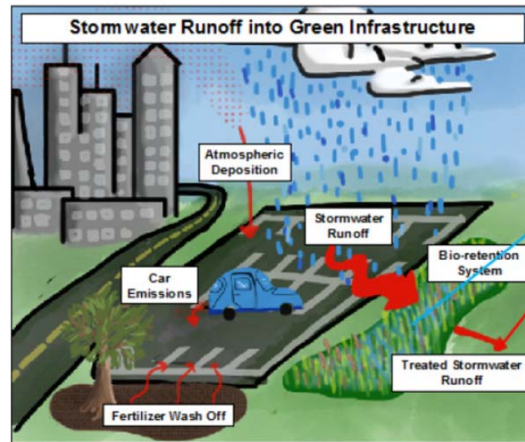 Stormwater Runoff into Green Infrastructure
Atmospheric
Deposition
Stormwater
Runoff
Bio-retention
System
Car
Emissions
Treated Stormwater
Runoff
Fertilizer Wash Off